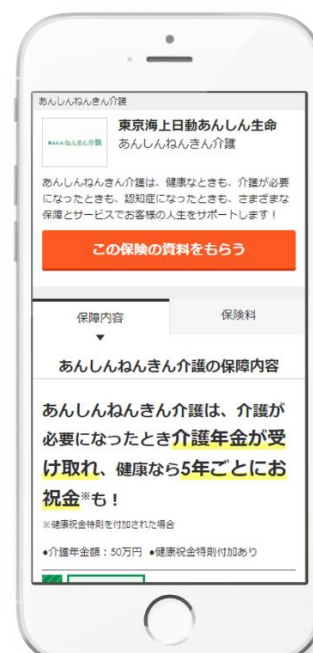 あんしんねんきん介護
あんしんねんきん介護
東京海上日動あんしん生命
あんしんねんきん介護
あんしんねんきん介護は、健康なときも、介護が必要
になったときも、認知症になったときも、さまざまな
保障とサービスでお客様の人生をサポートします！
この保険の資料をもらう
保障内容
保険料
▼
あんしんねんきん介護の保障内容
あんしんねんきん介護は、介護が
必要になったとき介護年金が受
け取れ、健康なら5年ごとにお
祝金※も！
※健康祝金特則を付加された場合
●介護年金額：50万円 ●健康祝金特則付加あり